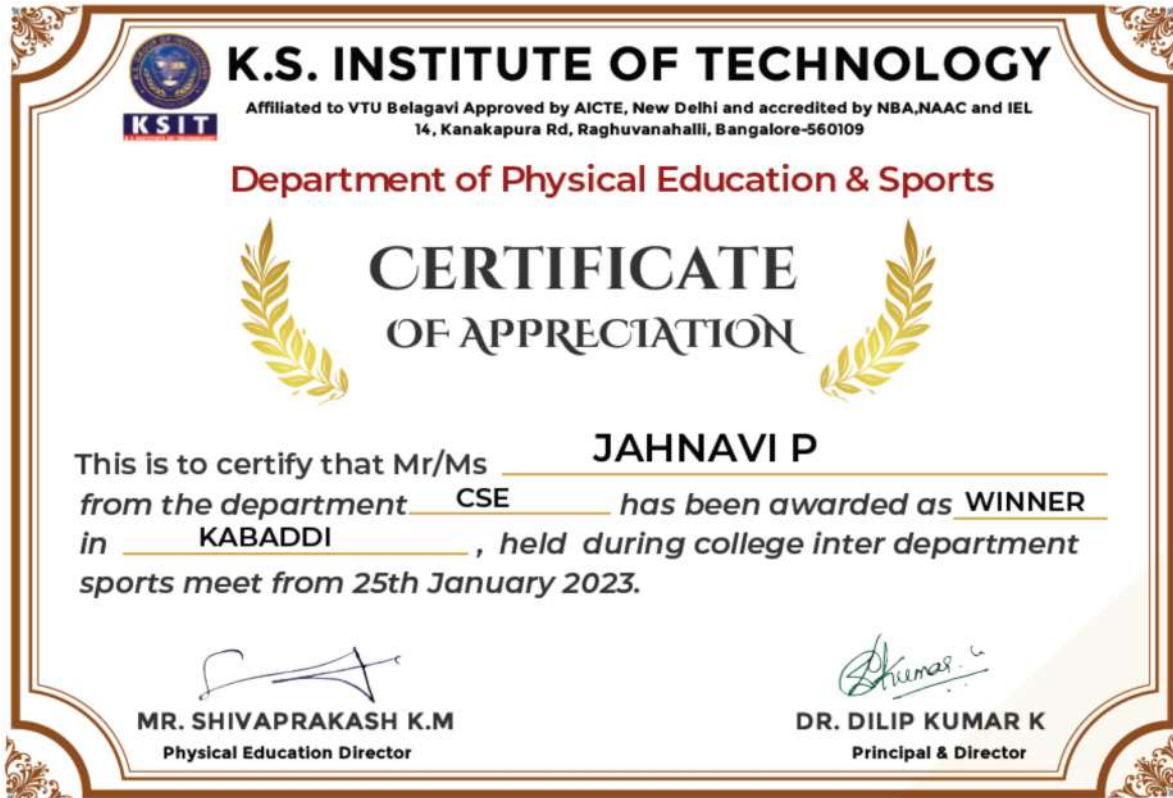 K.S. INSTITUTE OF TECHNOLOGY
Affiliated to VTU Belagavi Approved by AICTE, New Delhi and accredited by NBA,NAAC and IEL
14, Kanakapura Rd, Raghuvanahalli, Bangalore-560109
KSIT
Department of Physical Education & Sports
CERTIFICATE
OF APPRECIATION
This is to certify that Mr/Ms JAHNAVI P
from the department CSE has been awarded as WINNER
in KABADDI , held during college inter department
sports meet from 25th January 2023.
MR. SHIVAPRAKASH K.M
Physical Education Director
DR. DILIP KUMAR K
Principal & Director